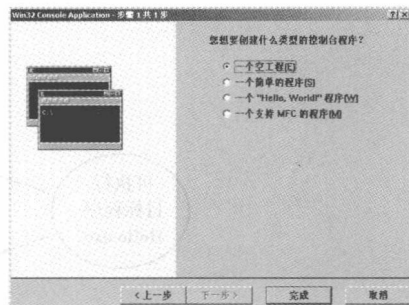 Win32 Console Application - 步骤 1 共 1 步
您想要创建什么类型的控制台程序?
一个空工程[E]
一个简单的程序[S]
一个 "Hello, World!" 程序[W]
一个支持 MFC 的程序[M]
C:\
< 上一步
下一步 >
完成
取消